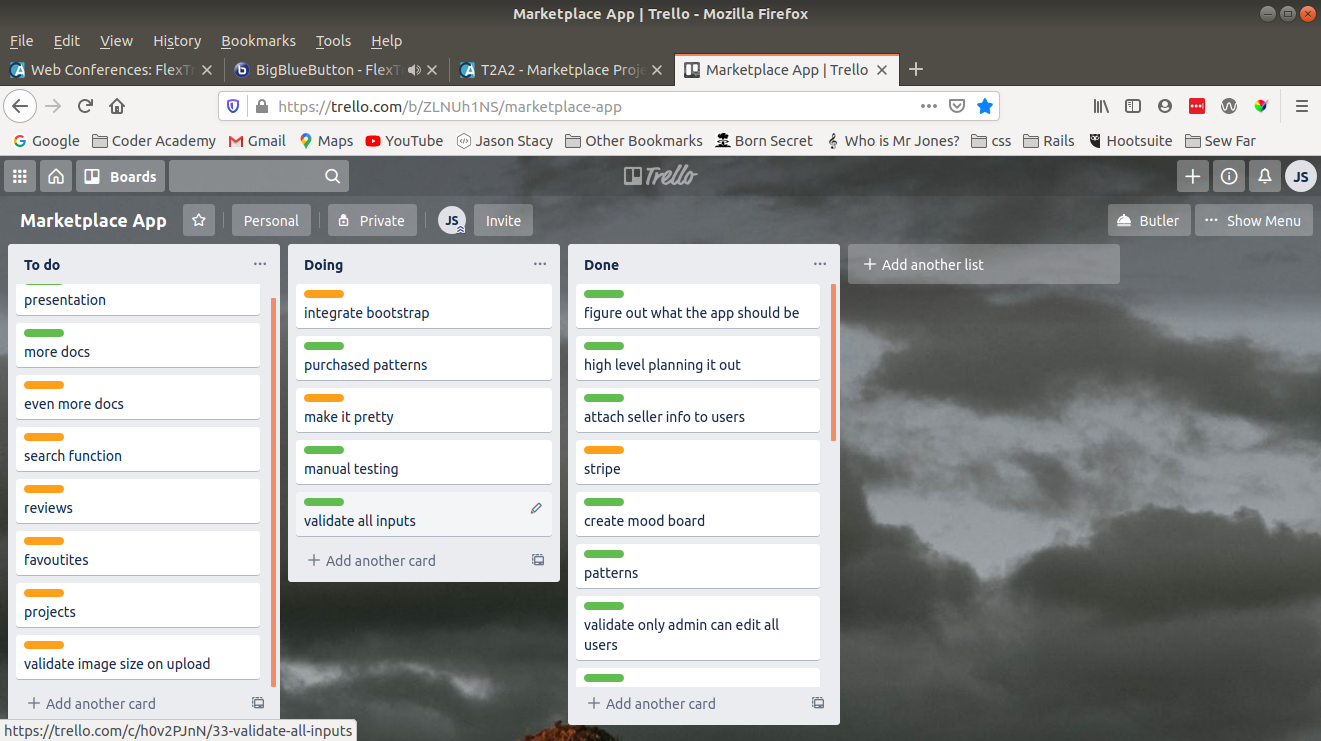 Marketplace App | Trello - Mozilla Firefox
File Edit View History Bookmarks Tools Help
Web Conferences: FlexT
BigBlueButton - FlexT
T2A2 - Marketplace Proje
Marketplace App | Trello
https://trello.com/b/ZLNUh1NS/marketplace-app
Google Coder Academy Gmail Maps YouTube Jason Stacy Other Bookmarks Born Secret Who is Mr Jones? css Rails Hootsuite Sew Far
Boards
Trello
JS
Marketplace App Personal Private JS Invite Butler Show Menu
To do
presentation
more docs
even more docs
search function
reviews
favoutites
projects
validate image size on upload
Add another card
Doing
integrate bootstrap
purchased patterns
make it pretty
manual testing
validate all inputs
Add another card
Done
figure out what the app should be
high level planning it out
attach seller info to users
stripe
create mood board
patterns
validate only admin can edit all
users
Add another card
Add another list
https://trello.com/c/h0v2PJnN/33-validate-all-inputs